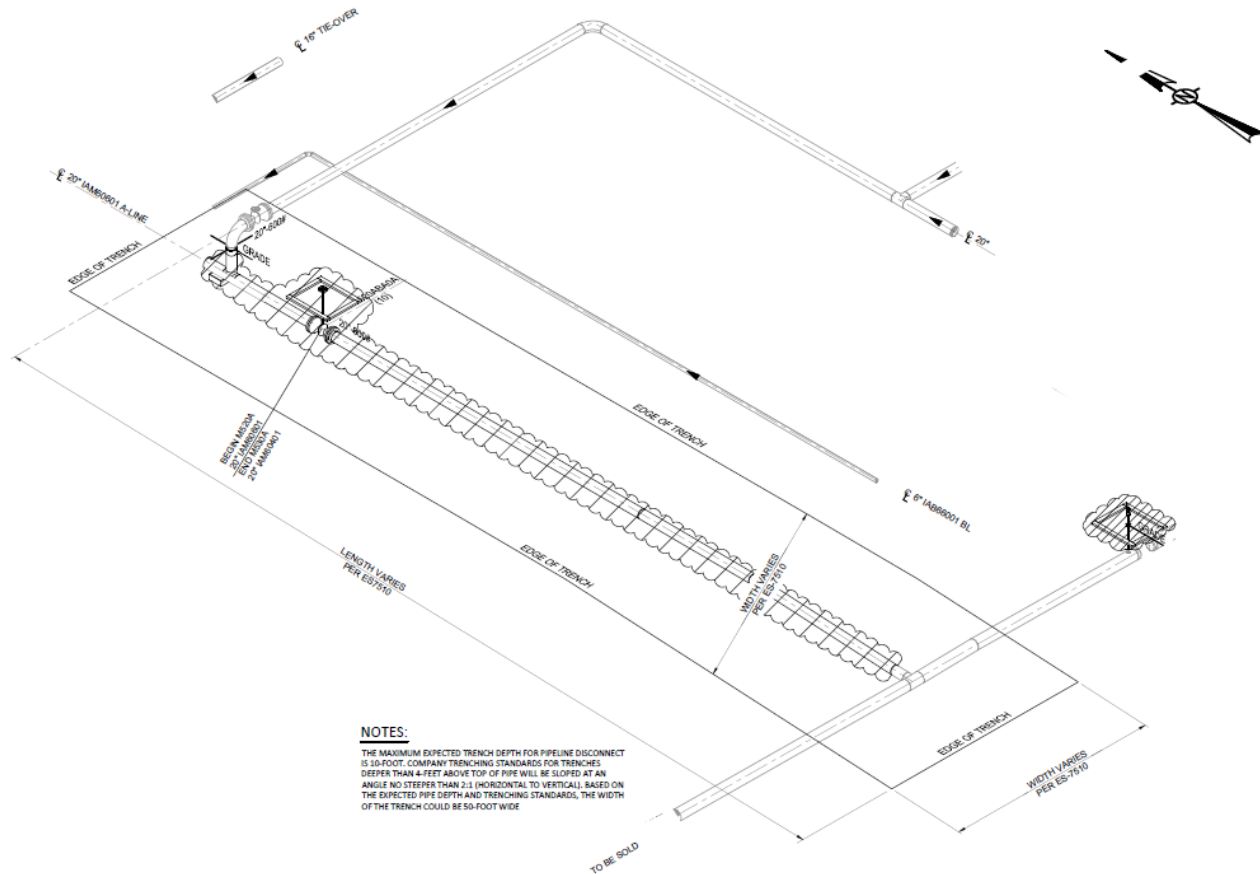 ℄ 16" TIE-OVER
N
℄ 20" IAM60601 A-LINE
EDGE OF TRENCH
20"-600#
GRADE
(10)
℄ 20"
BEGIN M520A
20" IAM60601
END M530A
20" IAM60401
EDGE OF TRENCH
℄ 6" IAB66001 BL
LENGTH VARIES
PER ES7510
EDGE OF TRENCH
WIDTH VARIES
PER ES-7510
EDGE OF TRENCH
WIDTH VARIES
PER ES-7510
TO BE SOLD
NOTES:
THE MAXIMUM EXPECTED TRENCH DEPTH FOR PIPELINE DISCONNECT
IS 10-FOOT. COMPANY TRENCHING STANDARDS FOR TRENCHES
DEEPER THAN 4-FEET ABOVE TOP OF PIPE WILL BE SLOPED AT AN
ANGLE NO STEEPER THAN 2:1 (HORIZONTAL TO VERTICAL). BASED ON
THE EXPECTED PIPE DEPTH AND TRENCHING STANDARDS, THE WIDTH
OF THE TRENCH COULD BE 50-FOOT WIDE